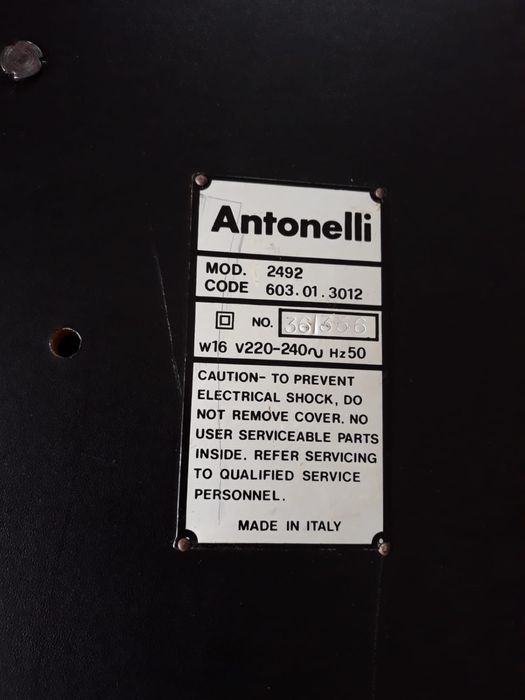 Antonelli
MOD. 2492
CODE 603.01.3012
NO.
W16 V220-240∿ Hz50
CAUTION- TO PREVENT
ELECTRICAL SHOCK, DO
NOT REMOVE COVER. NO
USER SERVICEABLE PARTS
INSIDE. REFER SERVICING
TO QUALIFIED SERVICE
PERSONNEL.
MADE IN ITALY